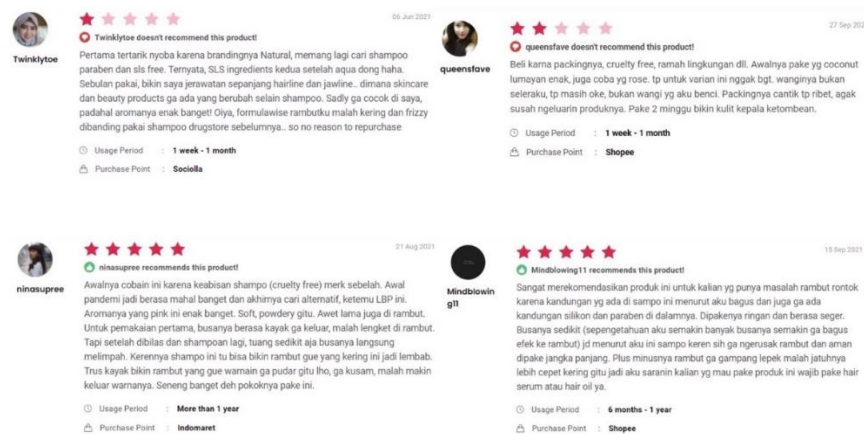 06 Jun 2021
Twinklytoe doesn't recommend this product!
Twinklytoe
Pertama tertarik nyoba karena brandingnya Natural, memang lagi cari shampoo
paraben dan sls free. Ternyata, SLS ingredients kedua setelah aqua dong haha.
Sebulan pakai, bikin saya jerawatan sepanjang hairline dan jawline.. dimana skincare
dan beauty products ga ada yang berubah selain shampoo. Sadly ga cocok di saya,
padahal aromanya enak banget! Oiya, formulawise rambutku malah kering dan frizzy
dibanding pakai shampoo drugstore sebelumnya.. so no reason to repurchase
Usage Period : 1 week - 1 month
Purchase Point : Sociolla
27 Sep 202
queensfave doesn't recommend this product!
queensfave
Beli karna packingnya, cruelty free, ramah lingkungan dll. Awalnya pake yg coconut
lumayan enak, juga coba yg rose. tp untuk varian ini nggak bgt. wanginya bukan
seleraku, tp masih oke, bukan wangi yg aku benci. Packingnya cantik tp ribet, agak
susah ngeluarin produknya. Pake 2 minggu bikin kulit kepala ketombean.
Usage Period : 1 week - 1 month
Purchase Point : Shopee
21 Aug 2021
ninasupree recommends this product!
ninasupree
Awalnya cobain ini karena keabisan shampo (cruelty free) merk sebelah. Awal
pandemi jadi berasa mahal banget dan akhirnya cari alternatif, ketemu LBP ini.
Aromanya yang pink ini enak banget. Soft, powdery gitu. Awet lama juga di rambut.
Untuk pemakaian pertama, busanya berasa kayak ga keluar, malah lengket di rambut.
Tapi setelah dibilas dan shampoan lagi, tuang sedikit aja busanya langsung
melimpah. Kerennya shampo ini tu bisa bikin rambut gue yang kering ini jadi lembab.
Trus kayak bikin rambut yang gue warnain ga pudar gitu lho, ga kusam, malah makin
keluar warnanya. Seneng banget deh pokoknya pake ini.
Usage Period : More than 1 year
Purchase Point : Indomaret
15 Sep 2021
Mindblowing11 recommends this product!
Mindblowin
g11
Sangat merekomendasikan produk ini untuk kalian yg punya masalah rambut rontok
karena kandungan yg ada di sampo ini menurut aku bagus dan juga ga ada
kandungan silikon dan paraben di dalamnya. Dipakenya ringan dan berasa seger.
Busanya sedikit (sepengetahuan aku semakin banyak busanya semakin ga bagus
efek ke rambut) jd menurut aku ini sampo keren sih ga ngerusak rambut dan aman
dipake jangka panjang. Plus minusnya rambut ga gampang lepek malah jatuhnya
lebih cepet kering gitu jadi aku saranin kalian yg mau pake produk ini wajib pake hair
serum atau hair oil ya.
Usage Period : 6 months - 1 year
Purchase Point : Shopee